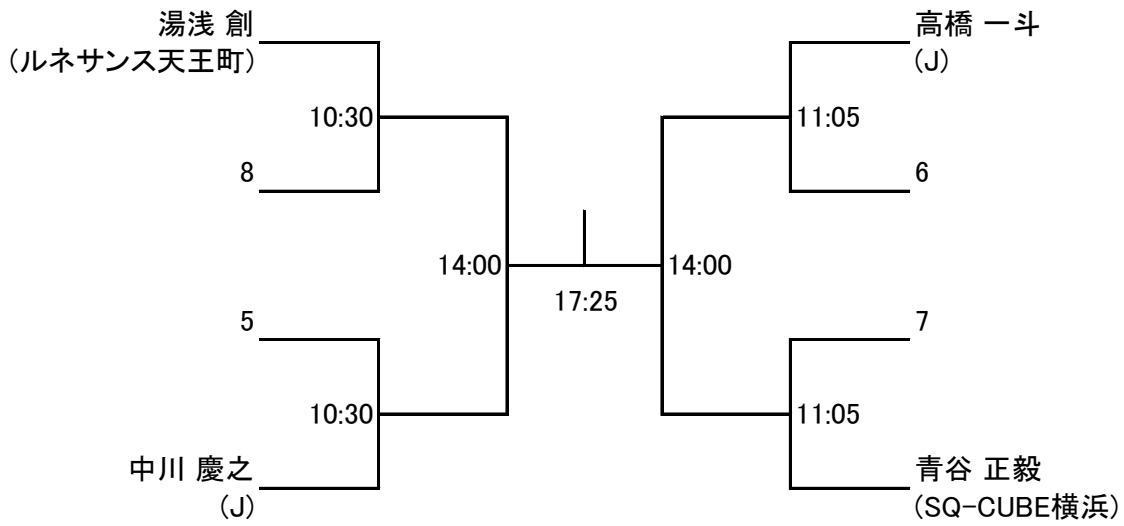 湯浅 創
(ルネサンス天王町)
10:30
8
14:00
5
10:30
中川 慶之
(J)
17:25
高橋 一斗
(J)
11:05
6
14:00
7
11:05
青谷 正毅
(SQ-CUBE横浜)